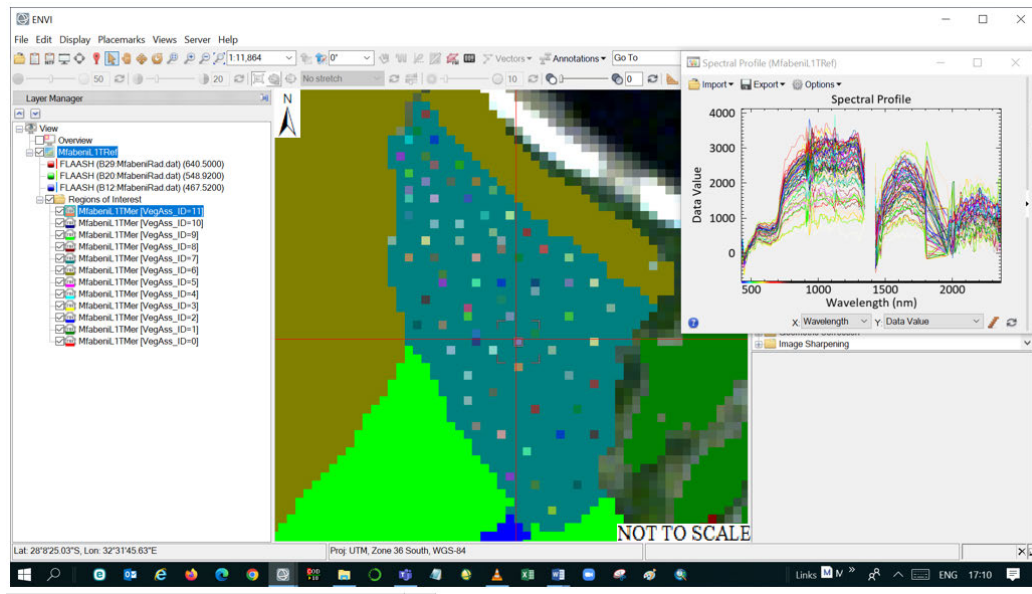 ENVI
File Edit Display Placemarks Views Server Help
1:11,864 0° Vectors Annotations Go To
50 20 No stretch 10 0
Layer Manager
View
Overview
MfabeniL1TRef
FLAASH (B29:MfabeniRad.dat) (640.5000)
FLAASH (B20:MfabeniRad.dat) (548.9200)
FLAASH (B12:MfabeniRad.dat) (467.5200)
Regions of Interest
MfabeniL1TMer [VegAss_ID=11]
MfabeniL1TMer [VegAss_ID=10]
MfabeniL1TMer [VegAss_ID=9]
MfabeniL1TMer [VegAss_ID=8]
MfabeniL1TMer [VegAss_ID=7]
MfabeniL1TMer [VegAss_ID=6]
MfabeniL1TMer [VegAss_ID=5]
MfabeniL1TMer [VegAss_ID=4]
MfabeniL1TMer [VegAss_ID=3]
MfabeniL1TMer [VegAss_ID=2]
MfabeniL1TMer [VegAss_ID=1]
MfabeniL1TMer [VegAss_ID=0]
N
NOT TO SCALE
Spectral Profile (MfabeniL1TRef)
Import Export Options
Spectral Profile
4000
3000
2000
1000
0
Data Value
500 1000 1500 2000
Wavelength (nm)
X: Wavelength Y: Data Value
Image Sharpening
Lat: 28°8'25.03"S, Lon: 32°31'45.63"E
Proj: UTM, Zone 36 South, WGS-84
Links M M » ENG 17:10